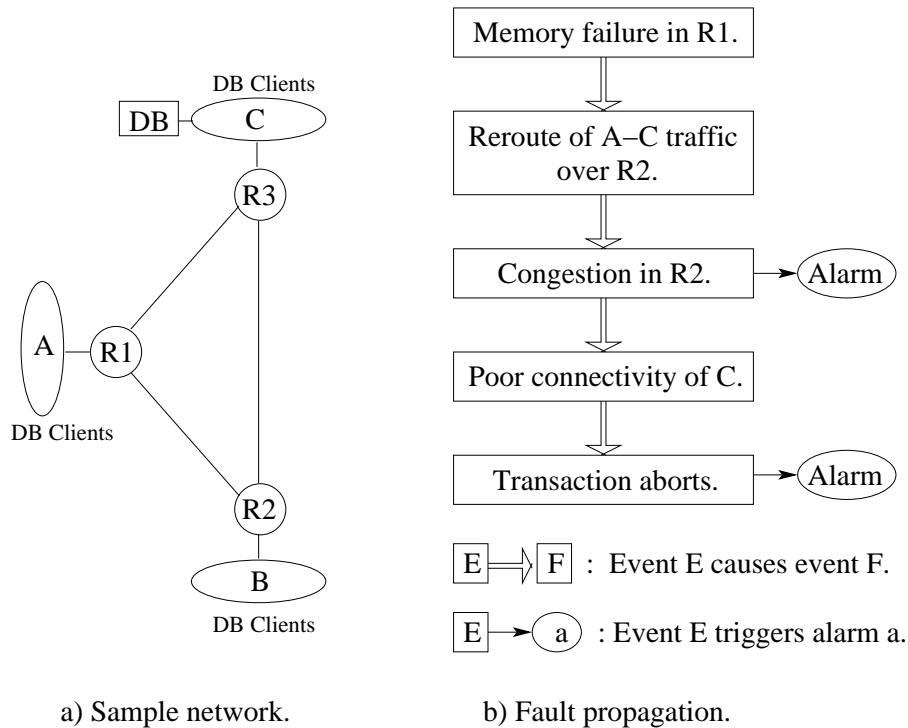 DB Clients
DB
C
R3
A
R1
DB Clients
R2
B
DB Clients
a) Sample network.
Memory failure in R1.
Reroute of A–C traffic
over R2.
Congestion in R2.
Alarm
Poor connectivity of C.
Transaction aborts.
Alarm
E F : Event E causes event F.
E a : Event E triggers alarm a.
b) Fault propagation.